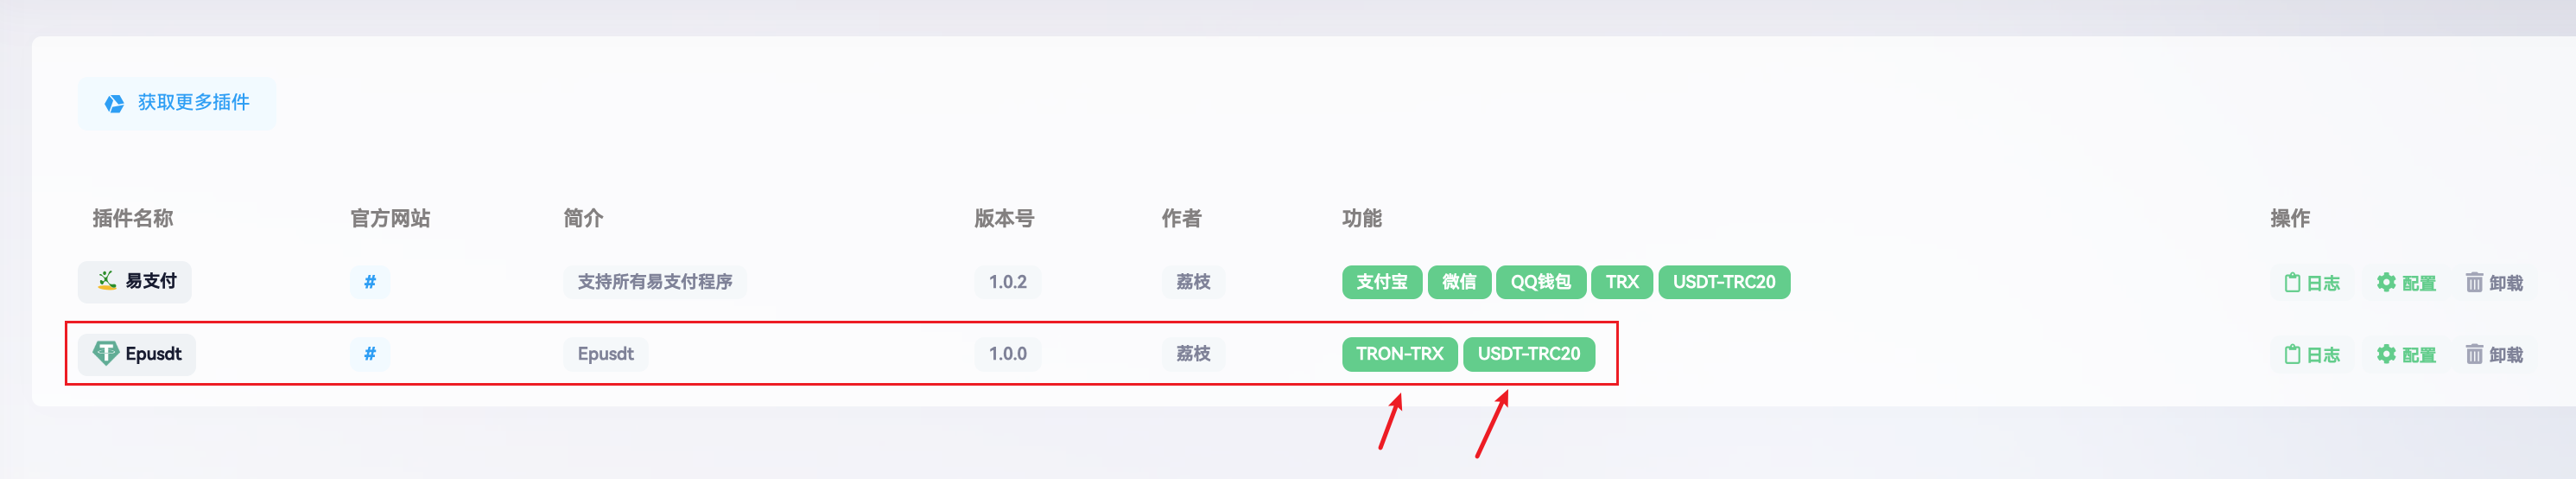 获取更多插件
插件名称 官方网站 简介 版本号 作者 功能 操作
易支付 # 支持所有易支付程序 1.0.2 荔枝 支付宝 微信 QQ钱包 TRX USDT-TRC20 日志 配置 卸载
Epusdt # Epusdt 1.0.0 荔枝 TRON-TRX USDT-TRC20 日志 配置 卸载